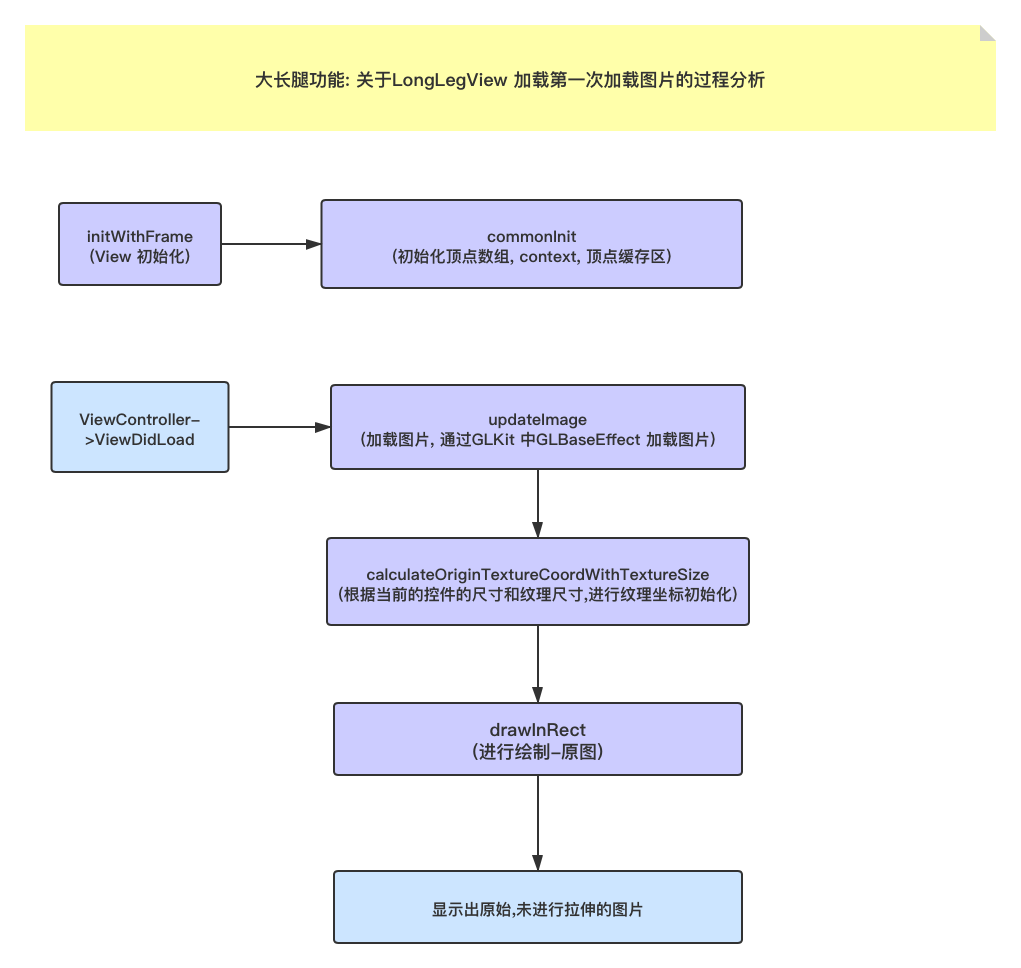 大长腿功能: 关于LongLegView 加载第一次加载图片的过程分析
initWithFrame
(View 初始化)
commonInit
(初始化顶点数组, context, 顶点缓存区)
ViewController-
>ViewDidLoad
updateImage
(加载图片, 通过GLKit 中GLBaseEffect 加载图片)
calculateOriginTextureCoordWithTextureSize
(根据当前的控件的尺寸和纹理尺寸,进行纹理坐标初始化)
drawInRect
(进行绘制-原图)
显示出原始,未进行拉伸的图片